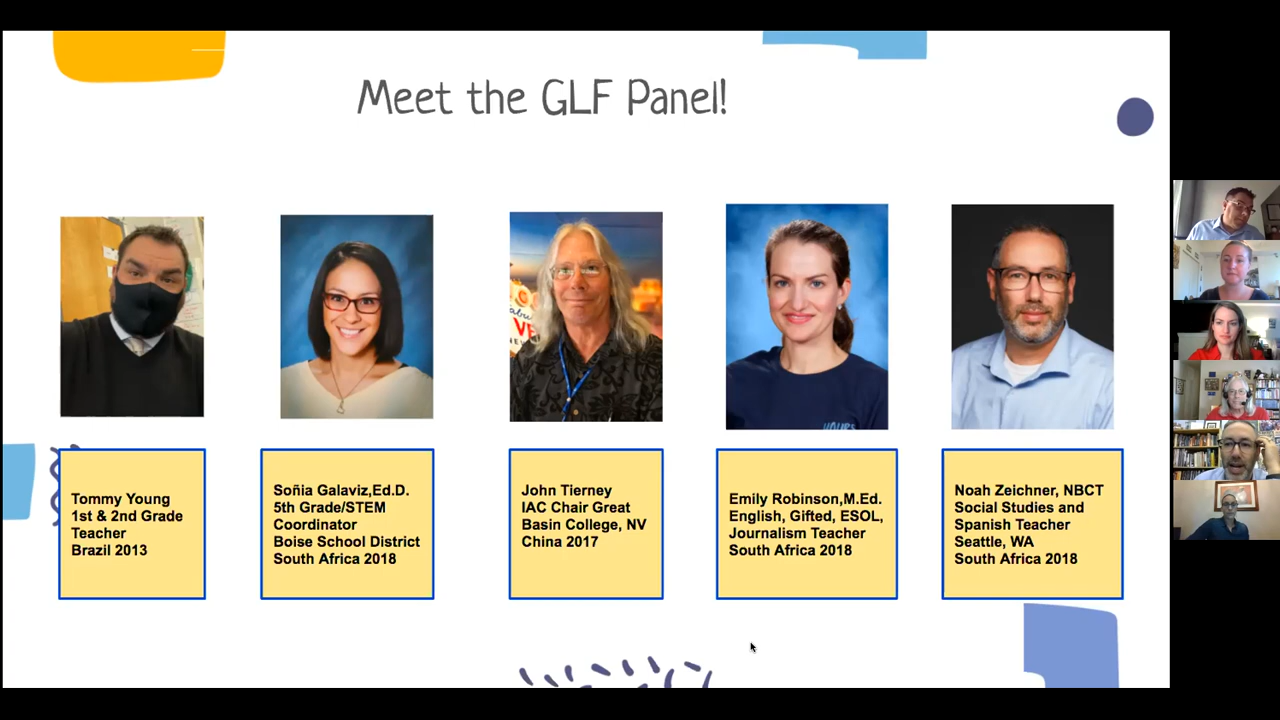 Meet the GLF Panel!
Tommy Young
1st & 2nd Grade
Teacher
Brazil 2013
Soñia Galaviz,Ed.D.
5th Grade/STEM
Coordinator
Boise School District
South Africa 2018
John Tierney
IAC Chair Great
Basin College, NV
China 2017
Emily Robinson,M.Ed.
English, Gifted, ESOL,
Journalism Teacher
South Africa 2018
Noah Zeichner, NBCT
Social Studies and
Spanish Teacher
Seattle, WA
South Africa 2018